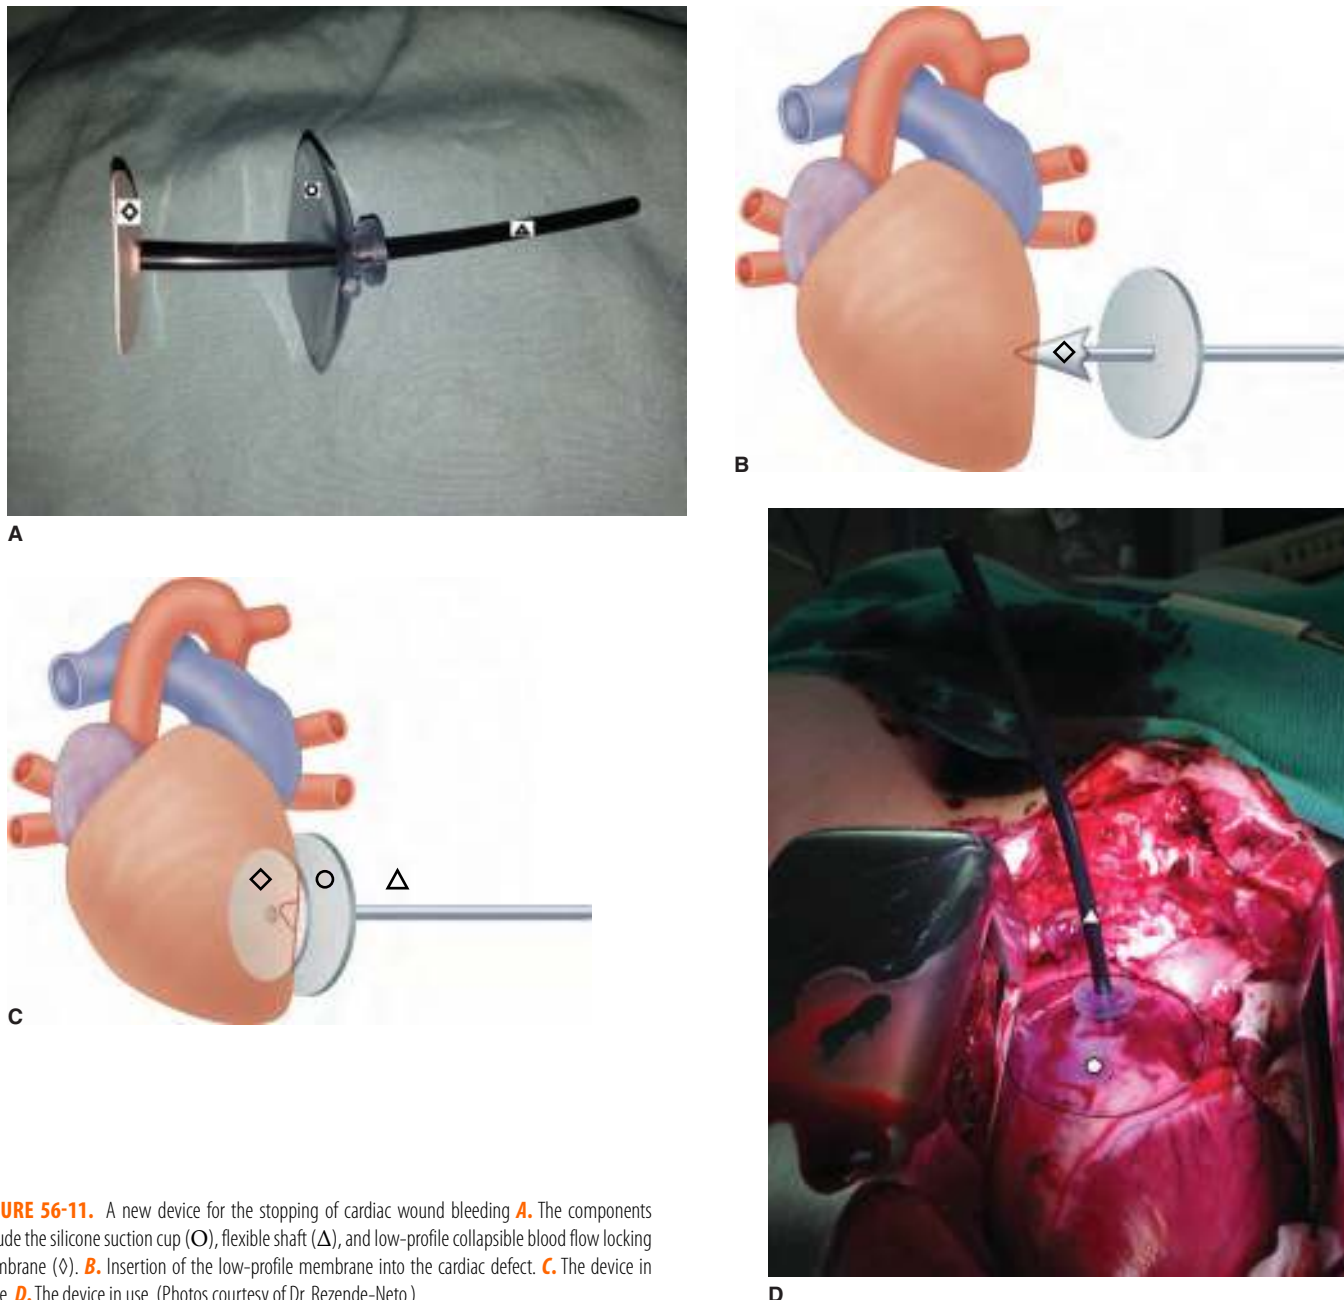 A
B
C
D
URE 56-11. A new device for the stopping of cardiac wound bleeding A. The components
ude the silicone suction cup (O), flexible shaft (Δ), and low-profile collapsible blood flow locking
mbrane (◊). B. Insertion of the low-profile membrane into the cardiac defect. C. The device in
e. D. The device in use. (Photos courtesy of Dr. Rezende-Neto.)